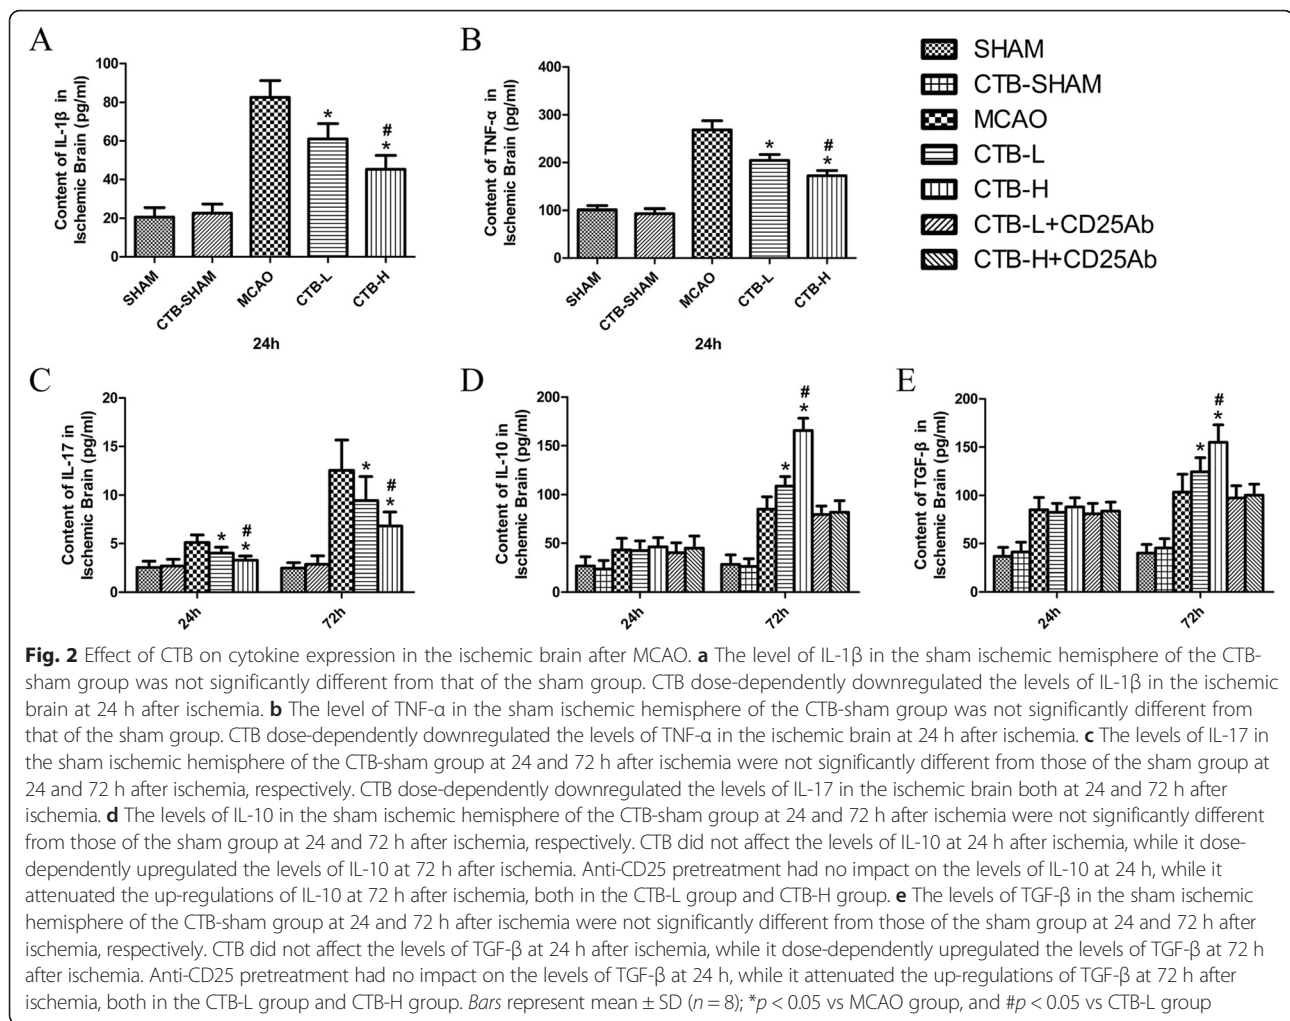 A
Content of IL-1β in
Ischemic Brain (pg/ml)
100
80
60
40
20
0
*
#
*
SHAM
CTB-SHAM
MCAO
CTB-L
CTB-H
24h
B
Content of TNF-α in
Ischemic Brain (pg/ml)
400
300
200
100
0
*
#
*
SHAM
CTB-SHAM
MCAO
CTB-L
CTB-H
24h
SHAM
CTB-SHAM
MCAO
CTB-L
CTB-H
CTB-L+CD25Ab
CTB-H+CD25Ab
C
Content of IL-17 in
Ischemic Brain (pg/ml)
20
15
10
5
0
*
#
*
*
#
*
24h
72h
D
Content of IL-10 in
Ischemic Brain (pg/ml)
200
150
100
50
0
*
#
*
24h
72h
E
Content of TGF-β in
Ischemic Brain (pg/ml)
200
150
100
50
0
*
#
*
24h
72h
Fig. 2 Effect of CTB on cytokine expression in the ischemic brain after MCAO. a The level of IL-1β in the sham ischemic hemisphere of the CTB-
sham group was not significantly different from that of the sham group. CTB dose-dependently downregulated the levels of IL-1β in the ischemic
brain at 24 h after ischemia. b The level of TNF-α in the sham ischemic hemisphere of the CTB-sham group was not significantly different from
that of the sham group. CTB dose-dependently downregulated the levels of TNF-α in the ischemic brain at 24 h after ischemia. c The levels of IL-17 in
the sham ischemic hemisphere of the CTB-sham group at 24 and 72 h after ischemia were not significantly different from those of the sham group at
24 and 72 h after ischemia, respectively. CTB dose-dependently downregulated the levels of IL-17 in the ischemic brain both at 24 and 72 h after
ischemia. d The levels of IL-10 in the sham ischemic hemisphere of the CTB-sham group at 24 and 72 h after ischemia were not significantly different
from those of the sham group at 24 and 72 h after ischemia, respectively. CTB did not affect the levels of IL-10 at 24 h after ischemia, while it dose-
dependently upregulated the levels of IL-10 at 72 h after ischemia. Anti-CD25 pretreatment had no impact on the levels of IL-10 at 24 h, while it
attenuated the up-regulations of IL-10 at 72 h after ischemia, both in the CTB-L group and CTB-H group. e The levels of TGF-β in the sham ischemic
hemisphere of the CTB-sham group at 24 and 72 h after ischemia were not significantly different from those of the sham group at 24 and 72 h after
ischemia, respectively. CTB did not affect the levels of TGF-β at 24 h after ischemia, while it dose-dependently upregulated the levels of TGF-β at 72 h
after ischemia. Anti-CD25 pretreatment had no impact on the levels of TGF-β at 24 h, while it attenuated the up-regulations of TGF-β at 72 h after
ischemia, both in the CTB-L group and CTB-H group. Bars represent mean ± SD (n = 8); *p < 0.05 vs MCAO group, and #p < 0.05 vs CTB-L group